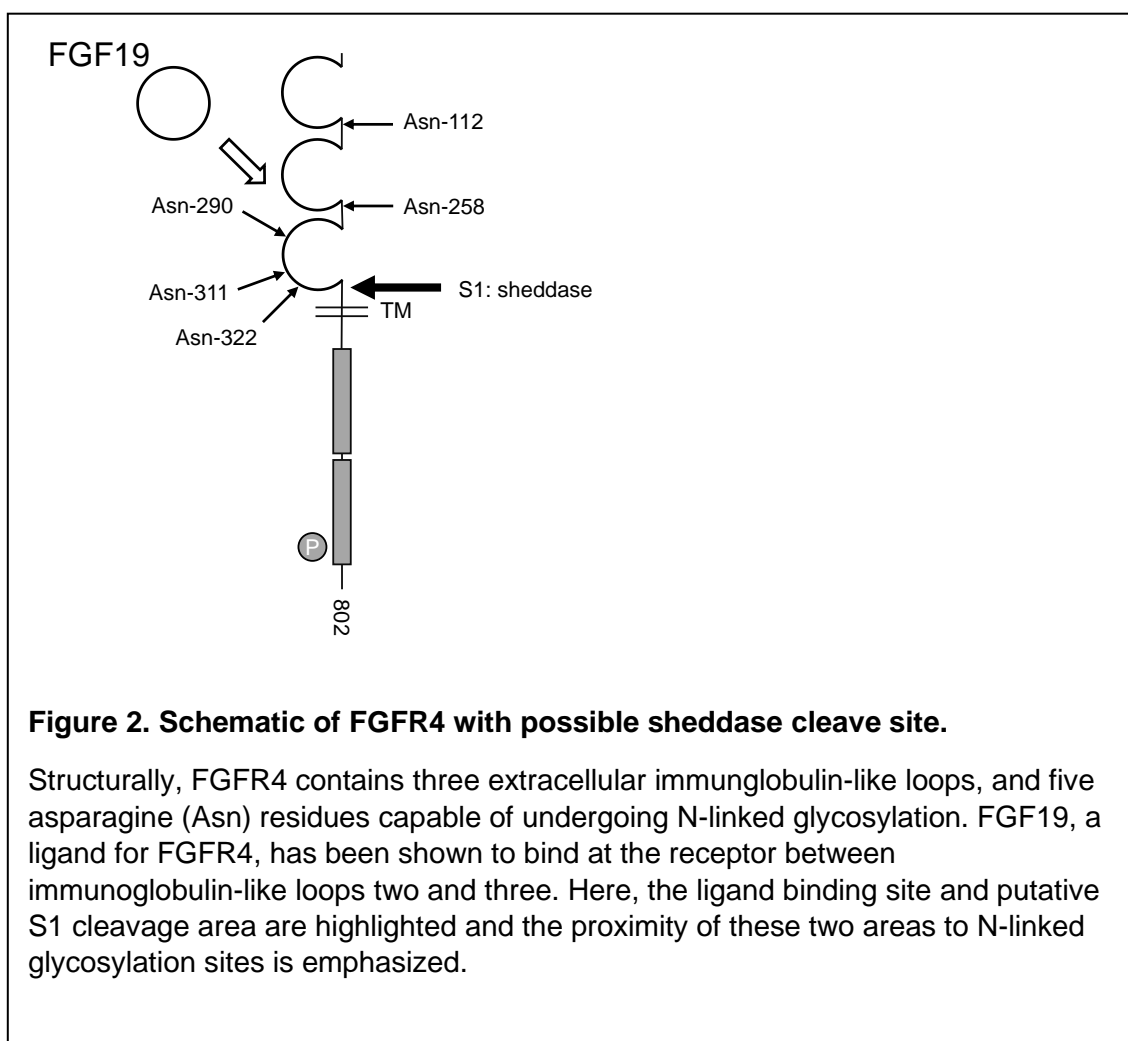 FGF19
Asn-112
Asn-290
Asn-258
Asn-311
S1: sheddase
TM
Asn-322
P
802
Figure 2. Schematic of FGFR4 with possible sheddase cleave site.
Structurally, FGFR4 contains three extracellular immunglobulin-like loops, and five
asparagine (Asn) residues capable of undergoing N-linked glycosylation. FGF19, a
ligand for FGFR4, has been shown to bind at the receptor between
immunoglobulin-like loops two and three. Here, the ligand binding site and putative
S1 cleavage area are highlighted and the proximity of these two areas to N-linked
glycosylation sites is emphasized.